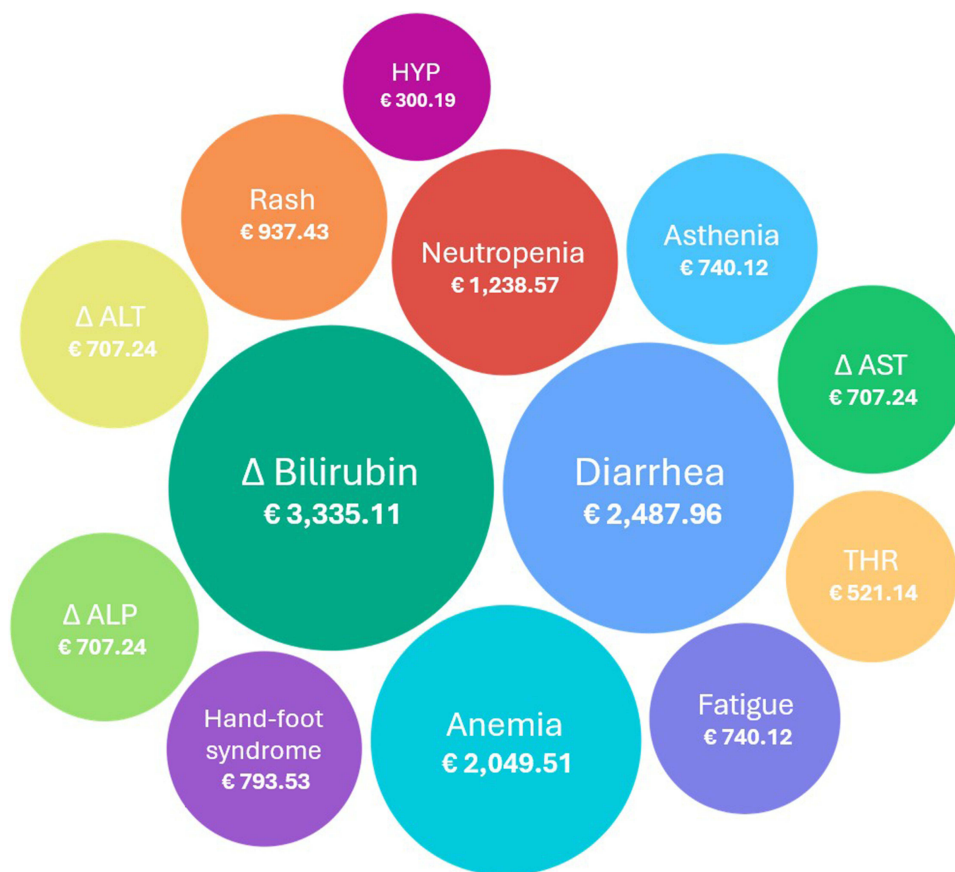 HYP
€ 300.19
Rash
€ 937.43
Neutropenia
€ 1,238.57
Asthenia
€ 740.12
Δ ALT
€ 707.24
Δ AST
€ 707.24
Δ Bilirubin
€ 3,335.11
Diarrhea
€ 2,487.96
THR
€ 521.14
Δ ALP
€ 707.24
Hand-foot
syndrome
€ 793.53
Anemia
€ 2,049.51
Fatigue
€ 740.12